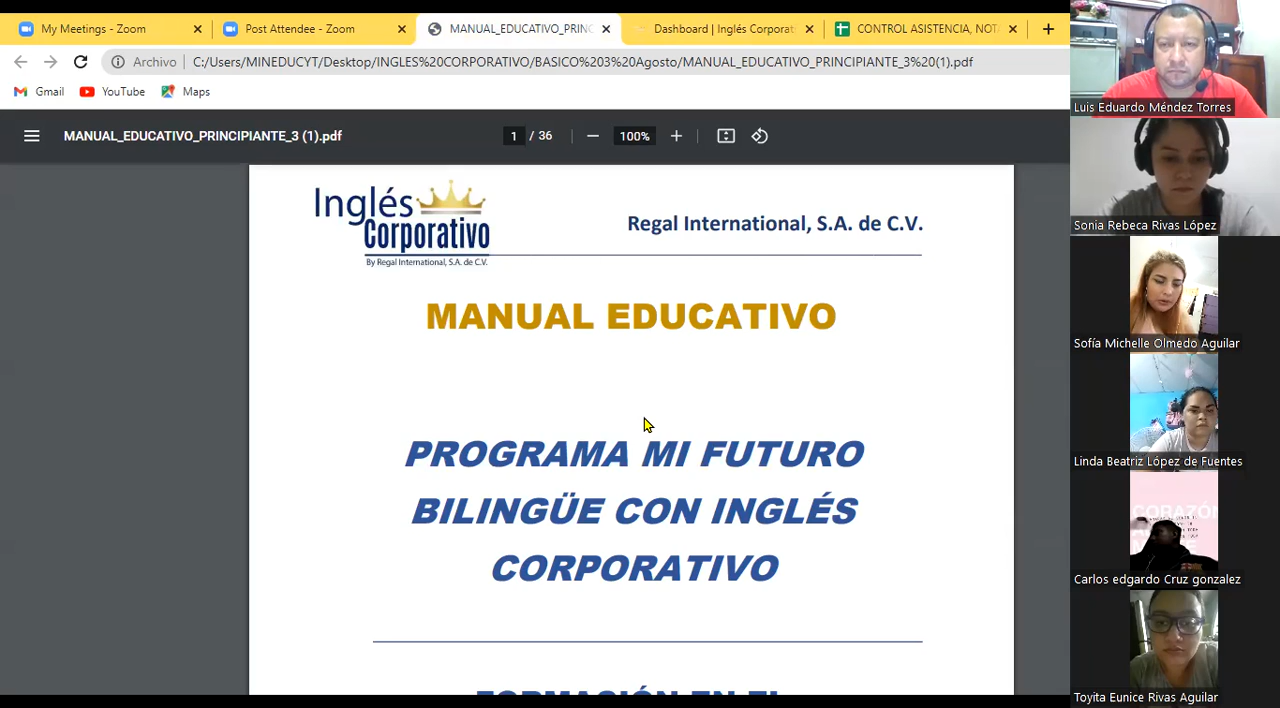 My Meetings - Zoom
Post Attendee - Zoom
MANUAL_EDUCATIVO_PRINC
Dashboard | Inglés Corporat
CONTROL ASISTENCIA, NOT
Archivo
C:/Users/MINEDUCYT/Desktop/INGLES%20CORPORATIVO/BASICO%203%20Agosto/MANUAL_EDUCATIVO_PRINCIPIANTE_3%20(1).pdf
Gmail
YouTube
Maps
MANUAL_EDUCATIVO_PRINCIPIANTE_3 (1).pdf
1 / 36
100%
Inglés
Corporativo
By Regal International, S.A. de C.V.
Regal International, S.A. de C.V.
MANUAL EDUCATIVO
PROGRAMA MI FUTURO
BILINGÜE CON INGLÉS
CORPORATIVO
FORMACIÓN EN EL
Luis Eduardo Méndez Torres
Sonia Rebeca Rivas López
Sofía Michelle Olmedo Aguilar
Linda Beatriz López de Fuentes
CORAZÓN
Carlos edgardo Cruz gonzalez
Toyita Eunice Rivas Aguilar